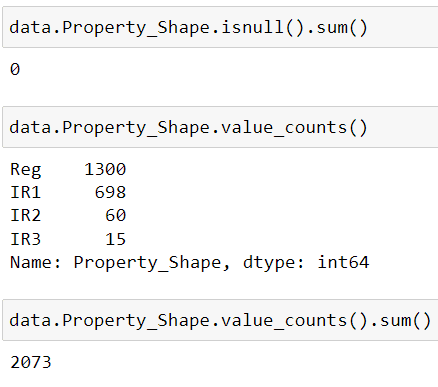 data.Property_Shape.isnull().sum()
0
data.Property_Shape.value_counts()
Reg    1300
IR1     698
IR2      60
IR3      15
Name: Property_Shape, dtype: int64
data.Property_Shape.value_counts().sum()
2073